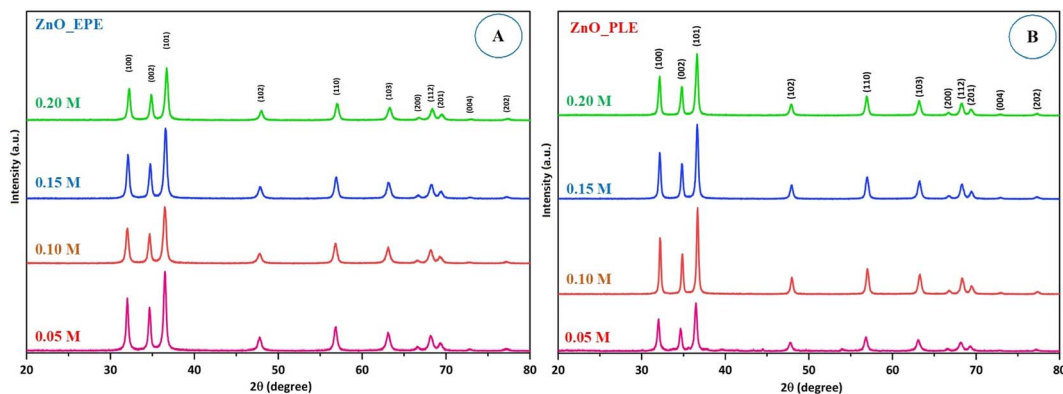 ZnO_EPE
A
(100)
(002)
(101)
(102)
(110)
(103)
(200)
(112)
(201)
(004)
(202)
0.20 M
0.15 M
0.10 M
0.05 M
Intensity (a.u.)
20 30 40 50 60 70 80
2θ (degree)
ZnO_PLE
B
(100)
(002)
(101)
(102)
(110)
(103)
(200)
(112)
(201)
(004)
(202)
0.20 M
0.15 M
0.10 M
0.05 M
Intensity (a.u.)
20 30 40 50 60 70 80
2θ (degree)